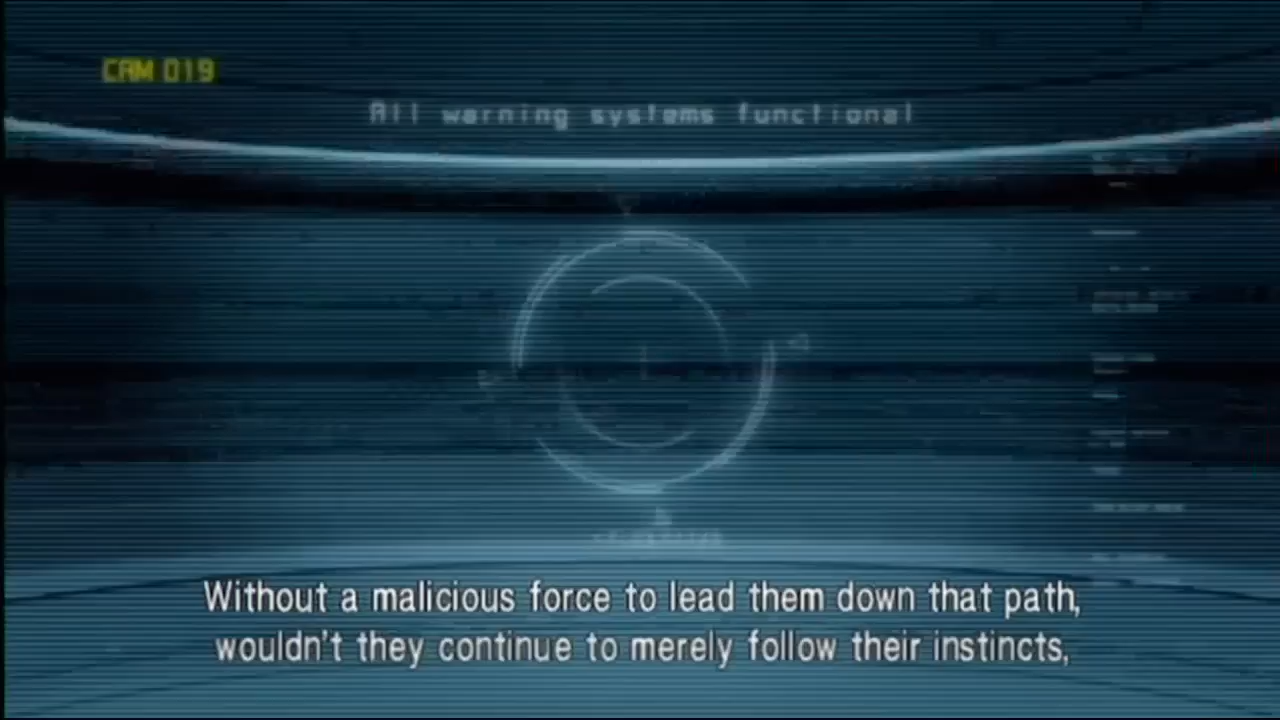 CAM 019
All warning systems functional
Without a malicious force to lead them down that path,
wouldn't they continue to merely follow their instincts,